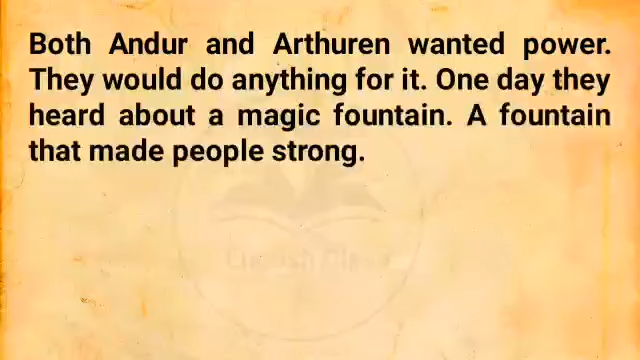 Both Andur and Arthuren wanted power.
They would do anything for it. One day they
heard about a magic fountain. A fountain
that made people strong.